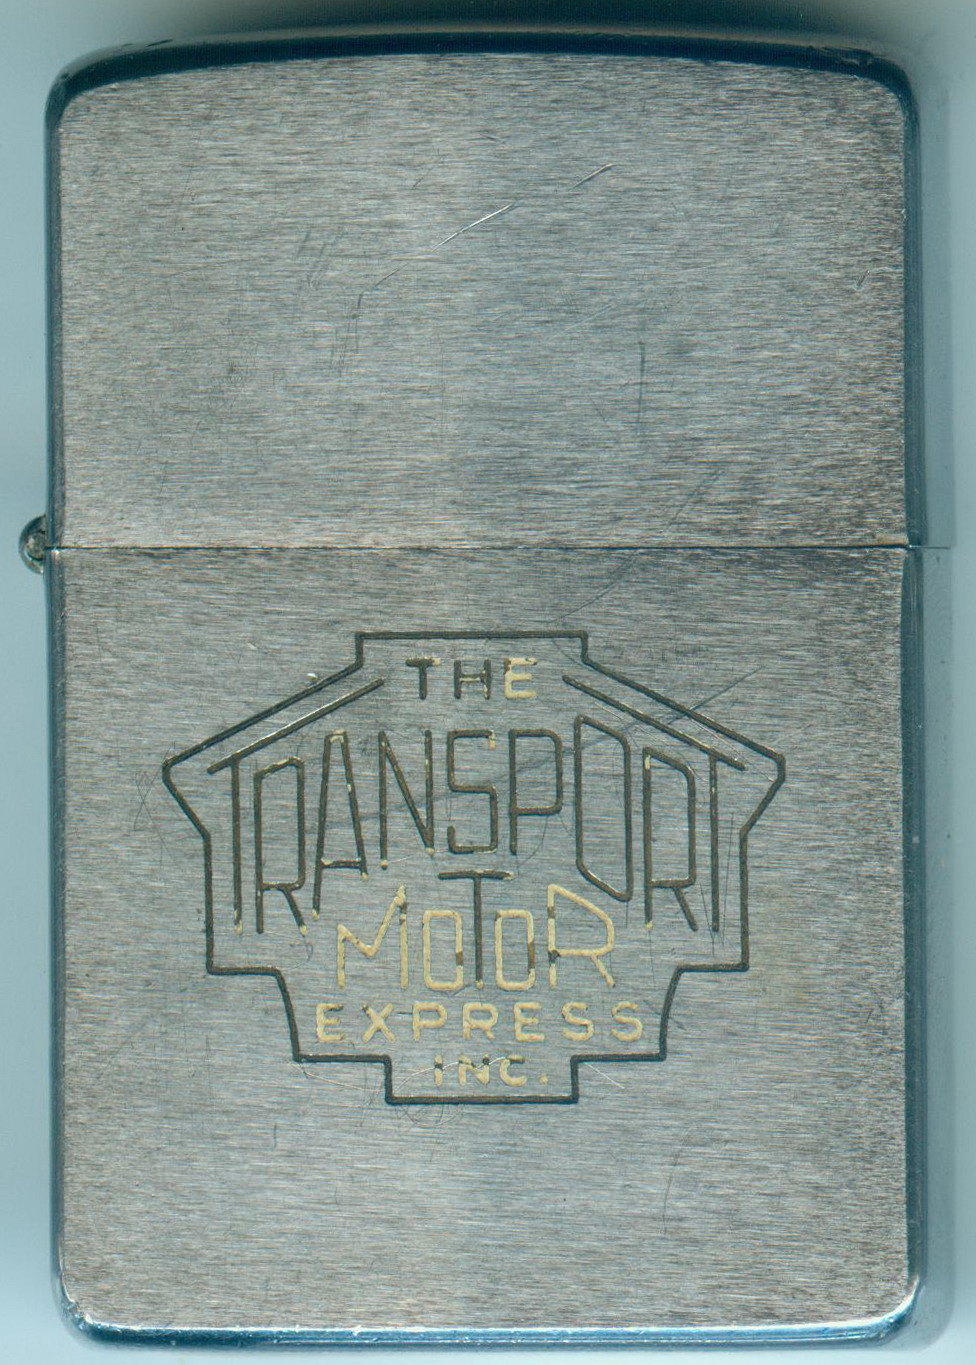 THE
TRANSPORT
MOTOR
EXPRESS
INC.